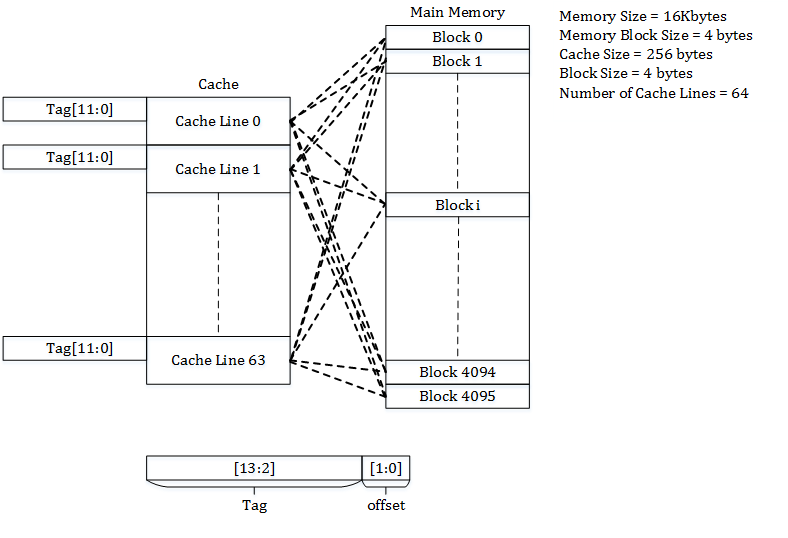 Main Memory
Memory Size = 16Kbytes
Memory Block Size = 4 bytes
Cache Size = 256 bytes
Block Size = 4 bytes
Number of Cache Lines = 64
Block 0
Block 1
Block i
Block 4094
Block 4095
Cache
Tag[11:0]
Cache Line 0
Tag[11:0]
Cache Line 1
Tag[11:0]
Cache Line 63
[13:2]
[1:0]
Tag
offset